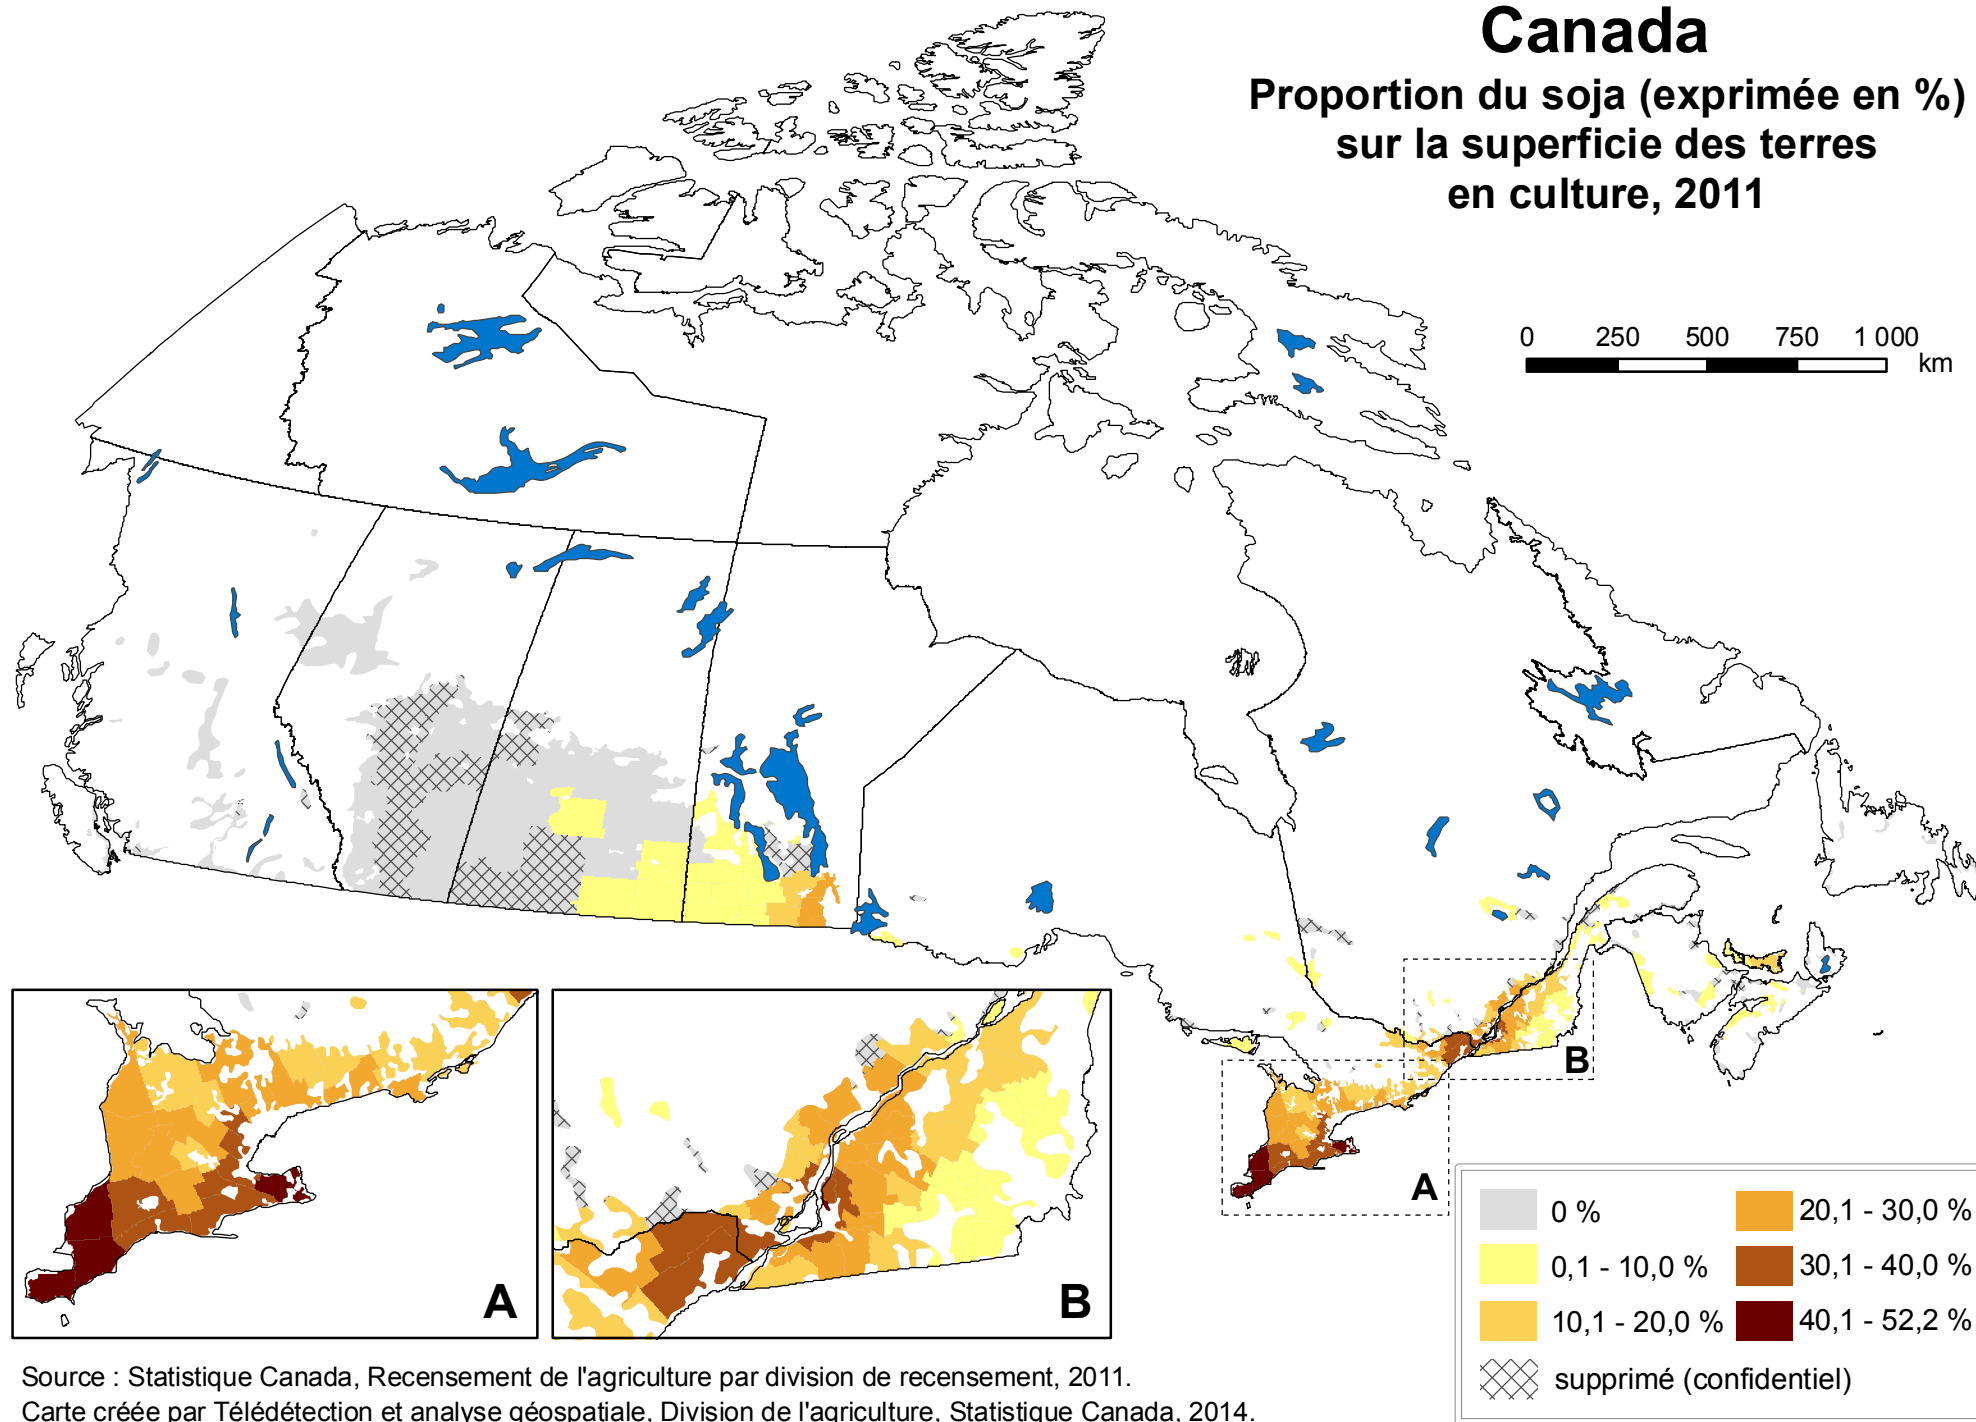 Canada
Proportion du soja (exprimée en %)
sur la superficie des terres
en culture, 2011
0 250 500 750 1 000
km
B
A
A
B
0 %
0,1 - 10,0 %
10,1 - 20,0 %
20,1 - 30,0 %
30,1 - 40,0 %
40,1 - 52,2 %
supprimé (confidentiel)
Source : Statistique Canada, Recensement de l'agriculture par division de recensement, 2011.
Carte créée par Télédétection et analyse géospatiale, Division de l'agriculture, Statistique Canada, 2014.